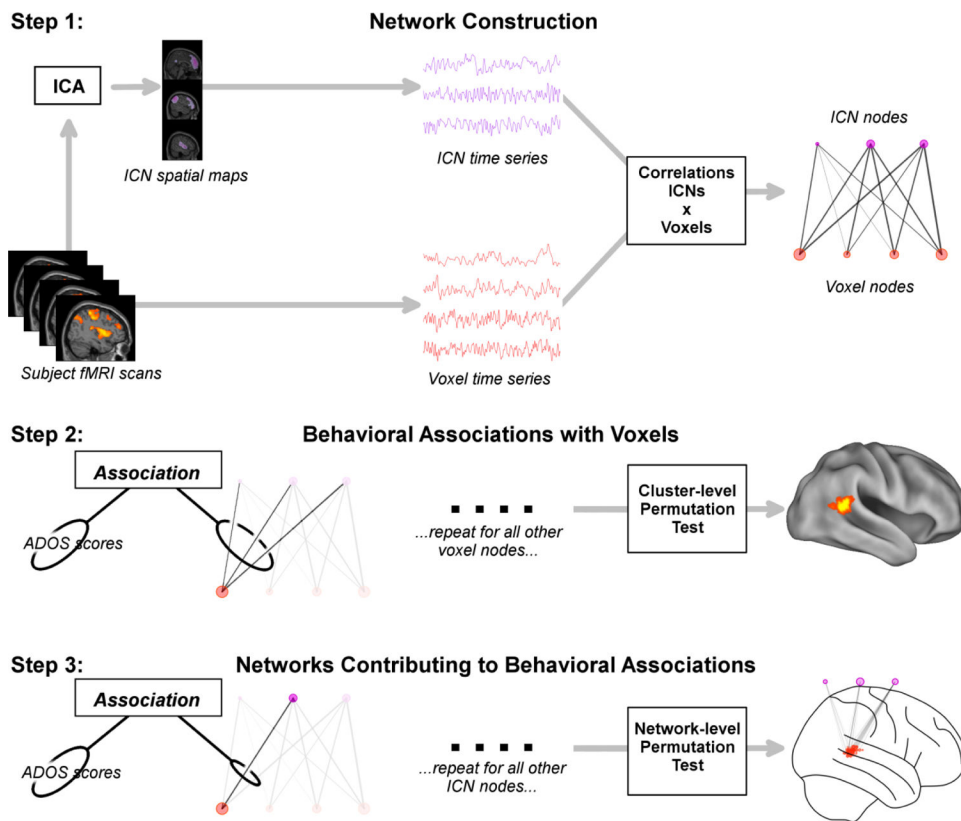 Step 1:
Network Construction
ICA
ICN spatial maps
ICN time series
Correlations
ICNs
x
Voxels
ICN nodes
Voxel nodes
Subject fMRI scans
Voxel time series
Step 2:
Behavioral Associations with Voxels
Association
ADOS scores
...repeat for all other
voxel nodes...
Cluster-level
Permutation
Test
Step 3:
Networks Contributing to Behavioral Associations
Association
ADOS scores
...repeat for all other
ICN nodes...
Network-level
Permutation
Test